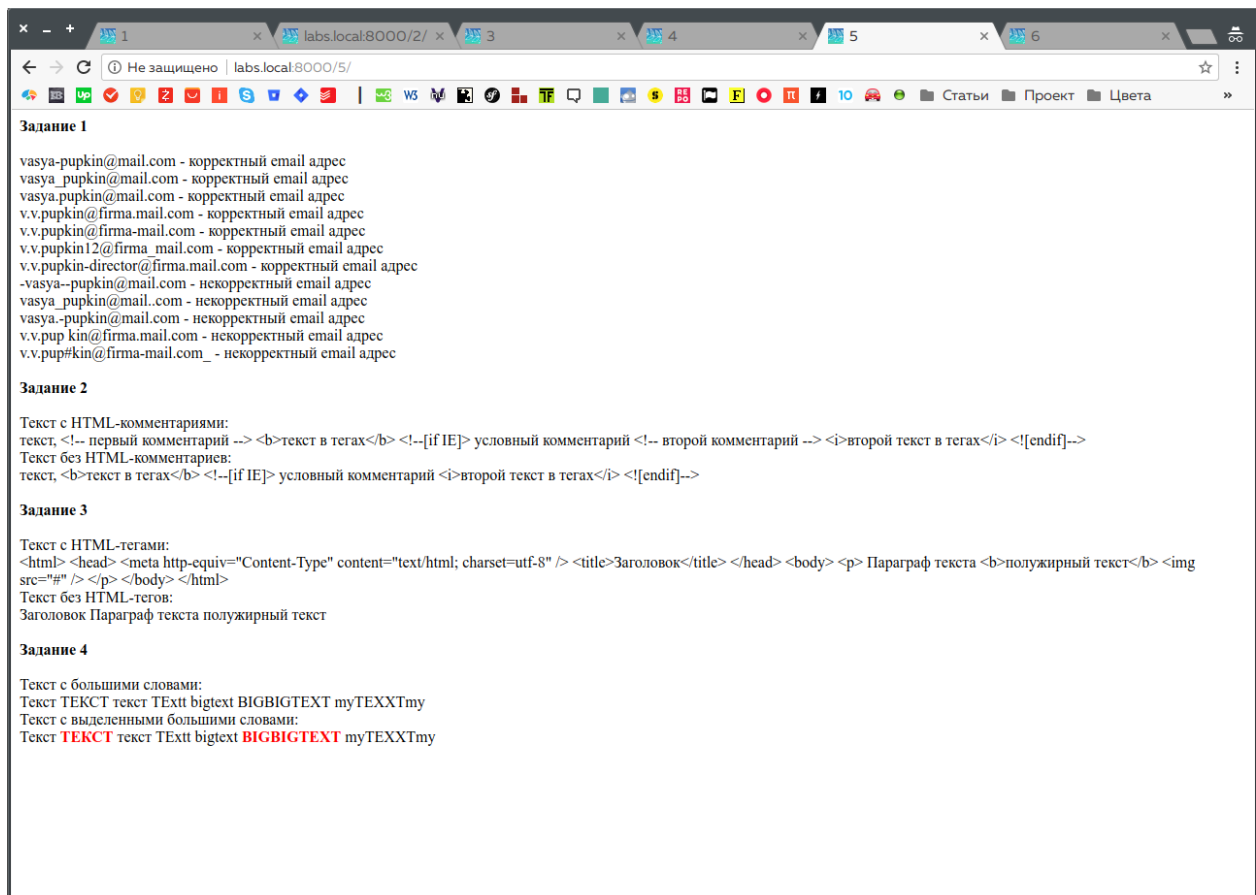 1
labs.local:8000/2/
3
4
5
6
Не защищено labs.local:8000/5/
Статьи Проект Цвета
Задание 1
vasya-pupkin@mail.com - корректный email адрес
vasya_pupkin@mail.com - корректный email адрес
vasya.pupkin@mail.com - корректный email адрес
v.v.pupkin@firma.mail.com - корректный email адрес
v.v.pupkin@firma-mail.com - корректный email адрес
v.v.pupkin12@firma_mail.com - корректный email адрес
v.v.pupkin-director@firma.mail.com - корректный email адрес
-vasya--pupkin@mail.com - некорректный email адрес
vasya_pupkin@mail..com - некорректный email адрес
vasya.-pupkin@mail.com - некорректный email адрес
v.v.pup kin@firma.mail.com - некорректный email адрес
v.v.pup#kin@firma-mail.com_ - некорректный email адрес
Задание 2
Текст с HTML-комментариями:
текст, <!-- первый комментарий --> <b>текст в тегах</b> <!--[if IE]> условный комментарий <!-- второй комментарий --> <i>второй текст в тегах</i> <![endif]-->
Текст без HTML-комментариев:
текст, <b>текст в тегах</b> <!--[if IE]> условный комментарий <i>второй текст в тегах</i> <![endif]-->
Задание 3
Текст с HTML-тегами:
<html> <head> <meta http-equiv="Content-Type" content="text/html; charset=utf-8" /> <title>Заголовок</title> </head> <body> <p> Параграф текста <b>полужирный текст</b> <img
src="#" /> </p> </body> </html>
Текст без HTML-тегов:
Заголовок Параграф текста полужирный текст
Задание 4
Текст с большими словами:
Текст ТЕКСТ текст TExtt bigtext BIGBIGTEXT myTEXXTmy
Текст с выделенными большими словами:
Текст ТЕКСТ текст TExtt bigtext BIGBIGTEXT myTEXXTmy